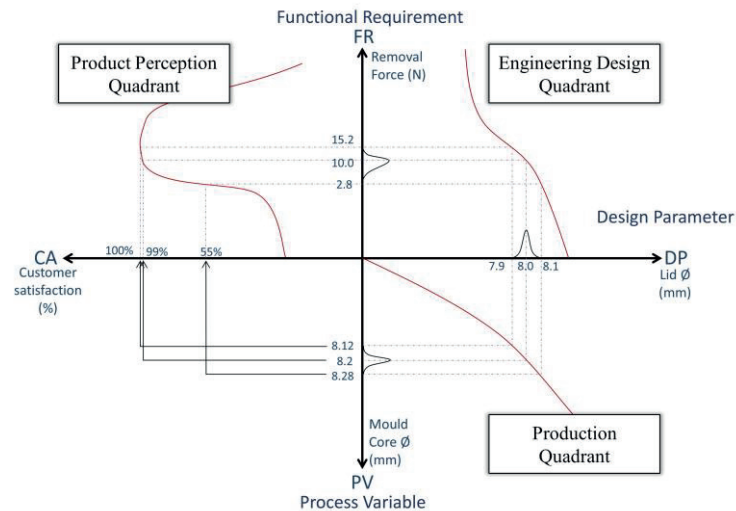 Functional Requirement
FR
Removal
Force (N)
Product Perception
Quadrant
Engineering Design
Quadrant
15.2
10.0
2.8
Design Parameter
100%
99%
55%
CA
Customer
satisfaction
(%)
7.9
8.0
8.1
DP
Lid Ø
(mm)
8.12
8.2
8.28
Mould
Core Ø
(mm)
PV
Process Variable
Production
Quadrant